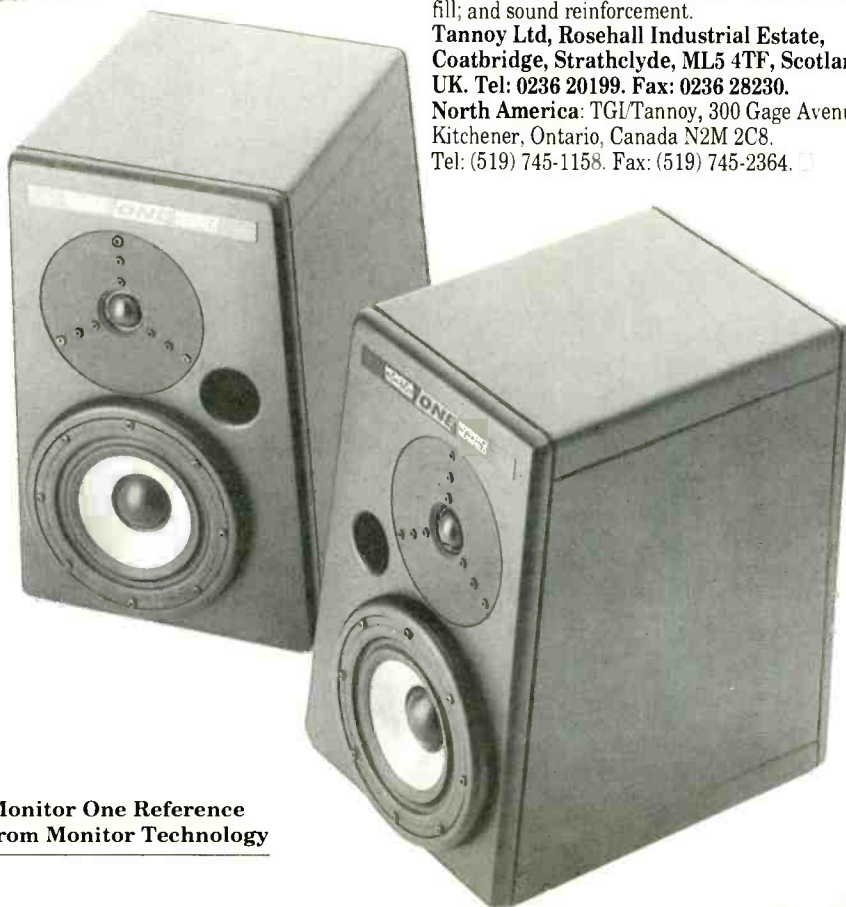 fill; and sound reinforcement.
Tannoy Ltd, Rosehall Industrial Estate,
Coatbridge, Strathclyde, ML5 4TF, Scotlan
UK. Tel: 0236 20199. Fax: 0236 28230.
North America: TGI/Tannoy, 300 Gage Avenu
Kitchener, Ontario, Canada N2M 2C8.
Tel: (519) 745-1158. Fax: (519) 745-2364.
ONE
ONE
onitor One Reference
rom Monitor Technology